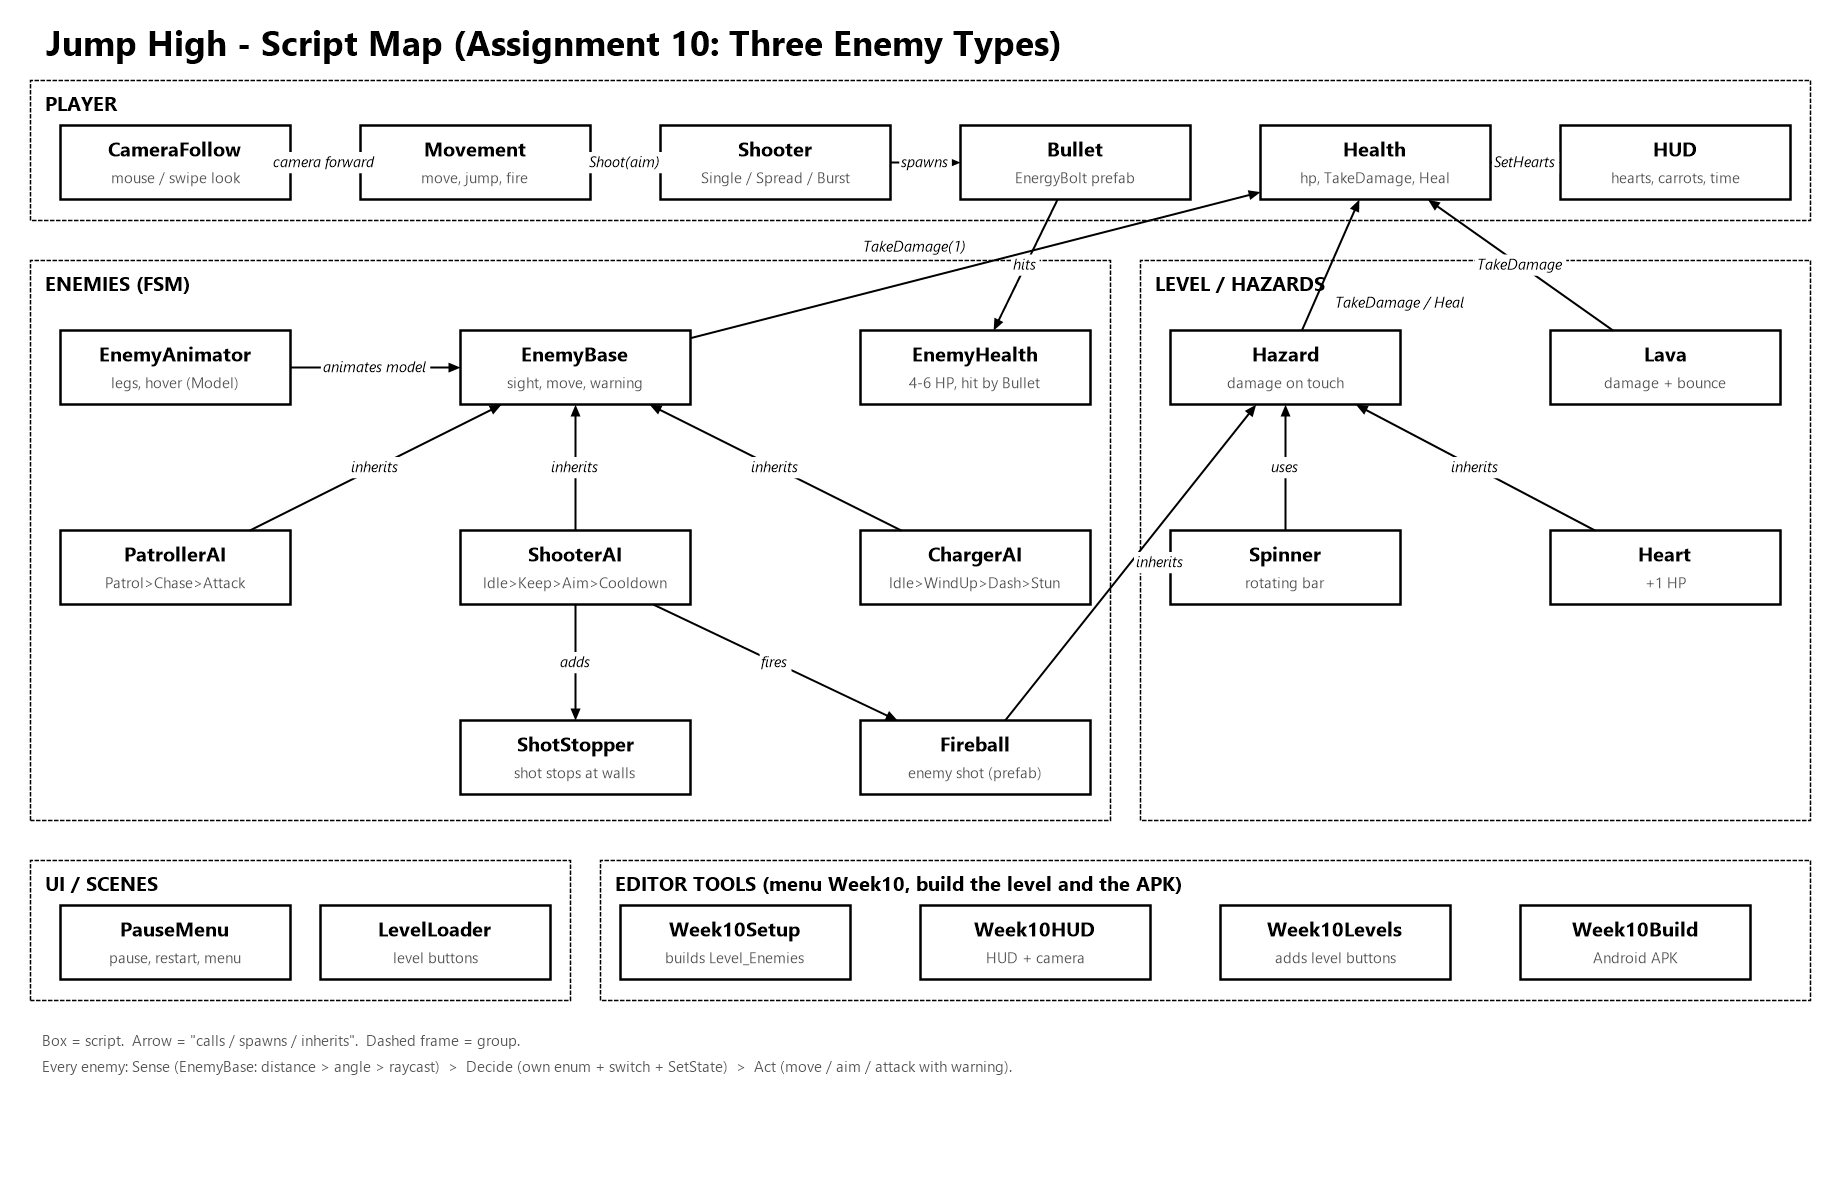 Jump High - Script Map (Assignment 10: Three Enemy Types)
PLAYER
CameraFollow
mouse / swipe look
camera forward
Movement
move, jump, fire
Shoot(aim)
Shooter
Single / Spread / Burst
spawns
Bullet
EnergyBolt prefab
Health
hp, TakeDamage, Heal
SetHearts
HUD
hearts, carrots, time
TakeDamage(1)
hits
TakeDamage
TakeDamage / Heal
ENEMIES (FSM)
EnemyAnimator
legs, hover (Model)
animates model
EnemyBase
sight, move, warning
EnemyHealth
4-6 HP, hit by Bullet
inherits
inherits
inherits
PatrollerAI
Patrol>Chase>Attack
ShooterAI
Idle>Keep>Aim>Cooldown
ChargerAI
Idle>WindUp>Dash>Stun
adds
fires
ShotStopper
shot stops at walls
Fireball
enemy shot (prefab)
inherits
LEVEL / HAZARDS
Hazard
damage on touch
Lava
damage + bounce
uses
inherits
Spinner
rotating bar
Heart
+1 HP
UI / SCENES
PauseMenu
pause, restart, menu
LevelLoader
level buttons
EDITOR TOOLS (menu Week10, build the level and the APK)
Week10Setup
builds Level_Enemies
Week10HUD
HUD + camera
Week10Levels
adds level buttons
Week10Build
Android APK
Box = script.  Arrow = "calls / spawns / inherits".  Dashed frame = group.
Every enemy: Sense (EnemyBase: distance > angle > raycast)  >  Decide (own enum + switch + SetState)  >  Act (move / aim / attack with warning).